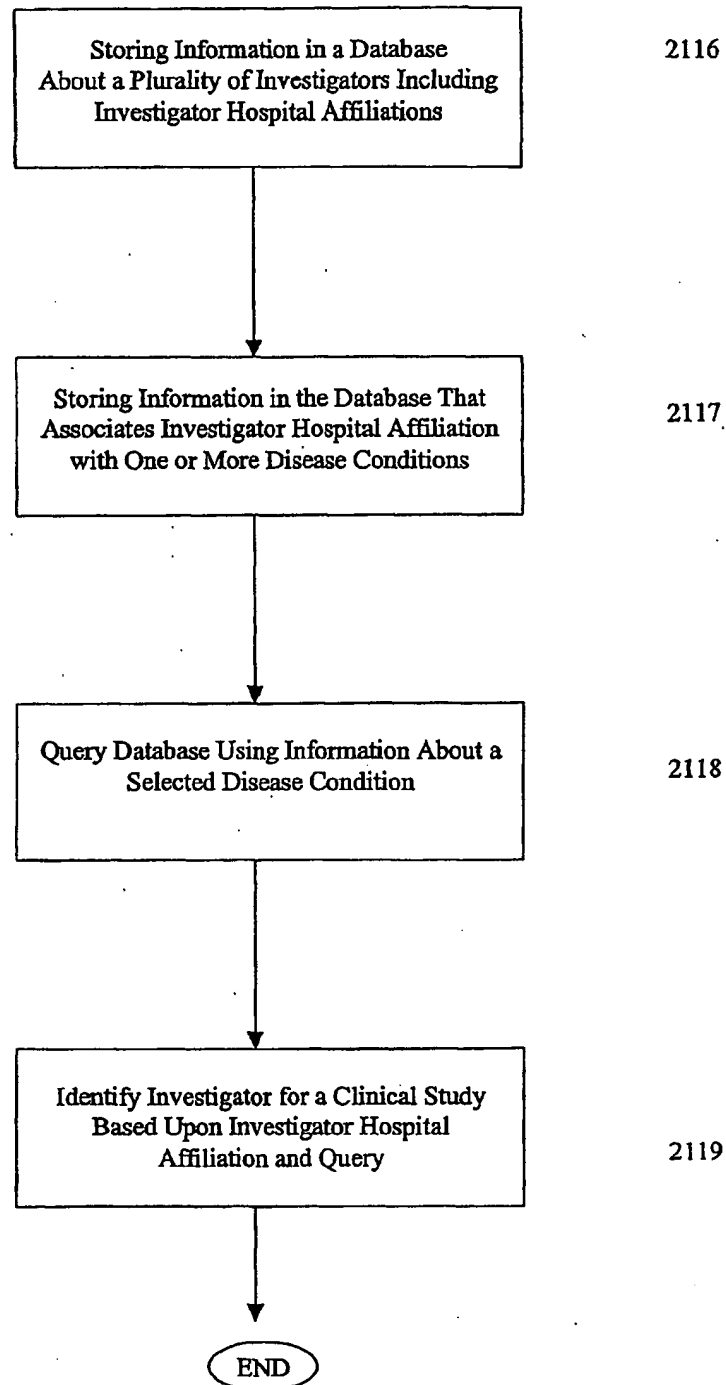 Storing Information in a Database
About a Plurality of Investigators Including
Investigator Hospital Affiliations
2116
Storing Information in the Database That
Associates Investigator Hospital Affiliation
with One or More Disease Conditions
2117
Query Database Using Information About a
Selected Disease Condition
2118
Identify Investigator for a Clinical Study
Based Upon Investigator Hospital
Affiliation and Query
2119
END